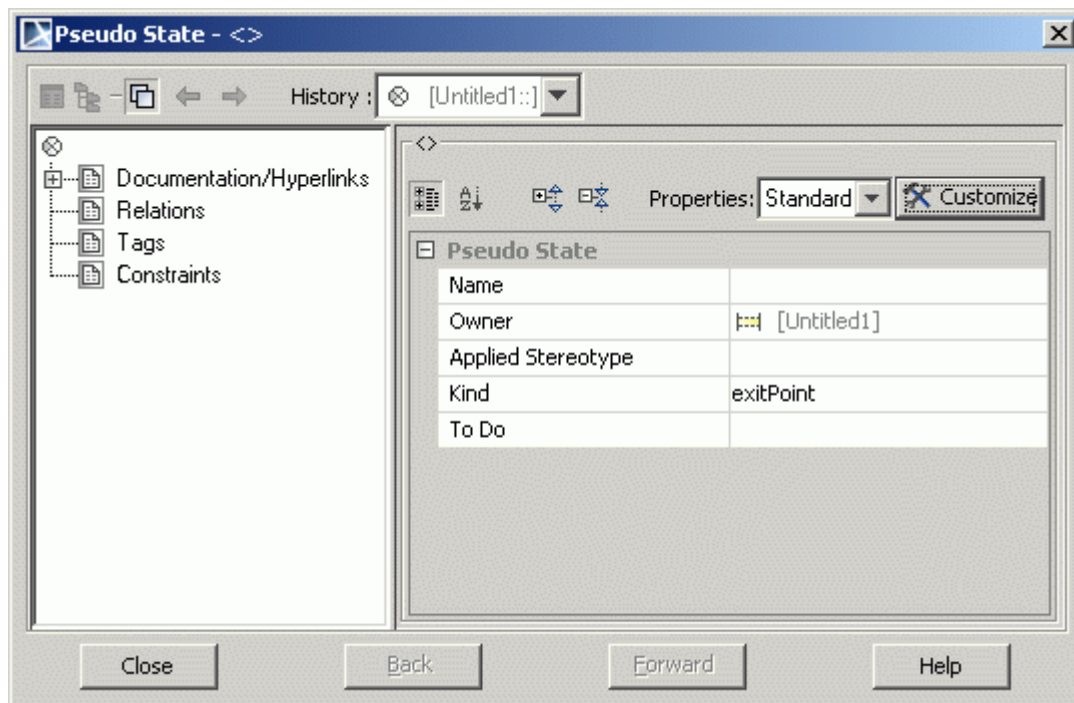 Pseudo State - <>
History : [Untitled1::]
Documentation/Hyperlinks
Relations
Tags
Constraints
<>
Properties: Standard Customize
Pseudo State
Name
Owner [Untitled1]
Applied Stereotype
Kind exitPoint
To Do
Close Back Forward Help